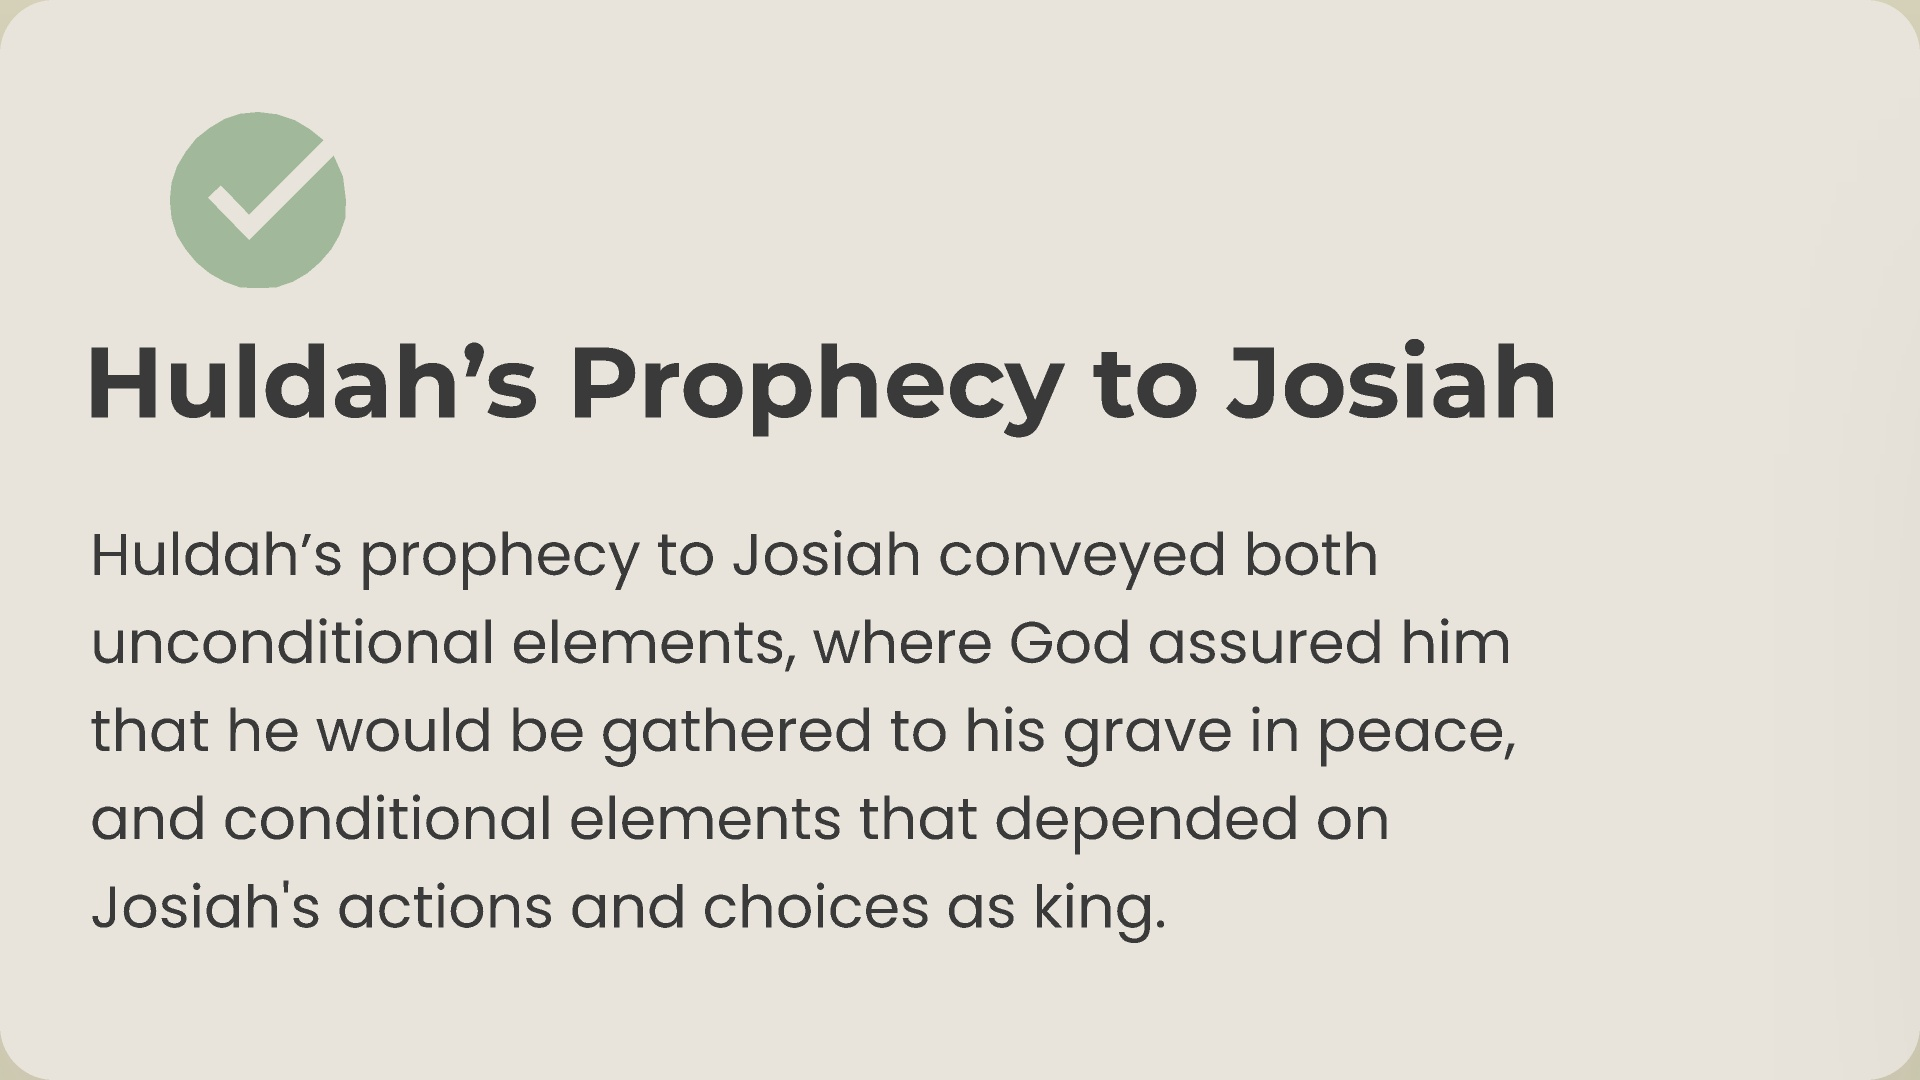 Huldah’s Prophecy to Josiah
Huldah’s prophecy to Josiah conveyed both
unconditional elements, where God assured him
that he would be gathered to his grave in peace,
and conditional elements that depended on
Josiah's actions and choices as king.